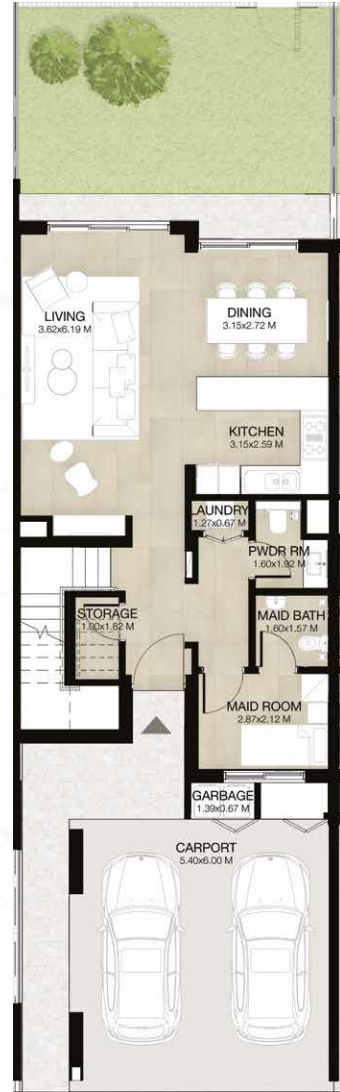 LIVING
3.62x6.19 M
DINING
3.15x2.72 M
KITCHEN
3.15x2.59 M
LAUNDRY
1.27x0.67 M
PWDR RM
1.60x1.92 M
STORAGE
1.00x1.82 M
MAID BATH
1.60x1.57 M
MAID ROOM
2.87x2.12 M
GARBAGE
1.39x0.67 M
CARPORT
5.40x6.00 M